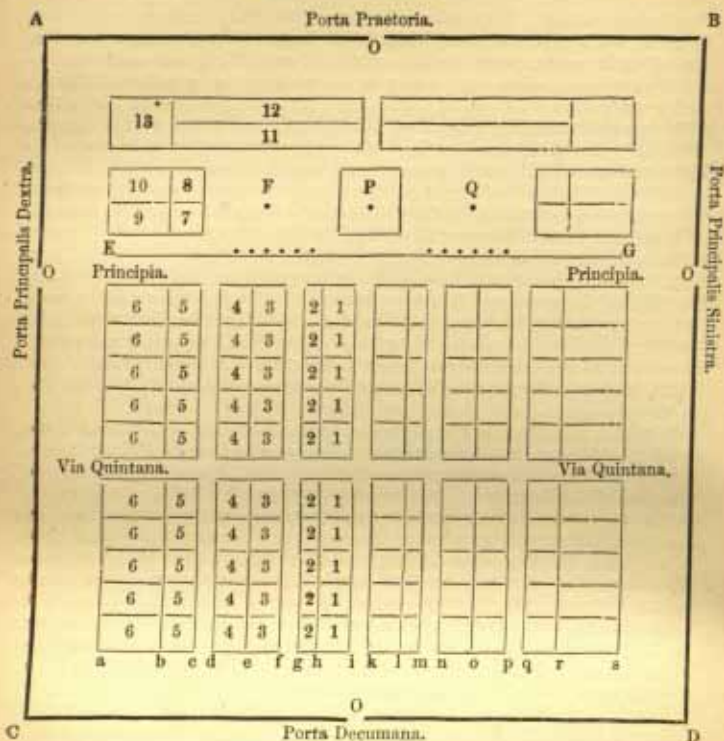 A Porta Praetoria. B
O
13 12
11
10 8 F P Q
9 7
Porta Principalis Dextra.
Porta Principalis Sinistra.
E G
O Principia. Principia. O
6 5 4 3 2 1
6 5 4 3 2 1
6 5 4 3 2 1
6 5 4 3 2 1
6 5 4 3 2 1
Via Quintana. Via Quintana.
6 5 4 3 2 1
6 5 4 3 2 1
6 5 4 3 2 1
6 5 4 3 2 1
6 5 4 3 2 1
a b c d e f g h i k l m n o p q r s
O
C Porta Decumana. D